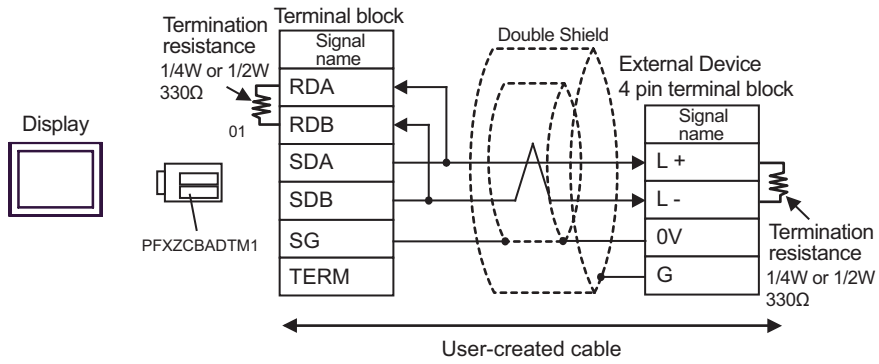 Display
PFXZCBADTM1
Termination
resistance
1/4W or 1/2W
330Ω
01
Terminal block
Signal
name
RDA
RDB
SDA
SDB
SG
TERM
Double Shield
External Device
4 pin terminal block
Signal
name
L +
L -
0V
G
Termination
resistance
1/4W or 1/2W
330Ω
User-created cable